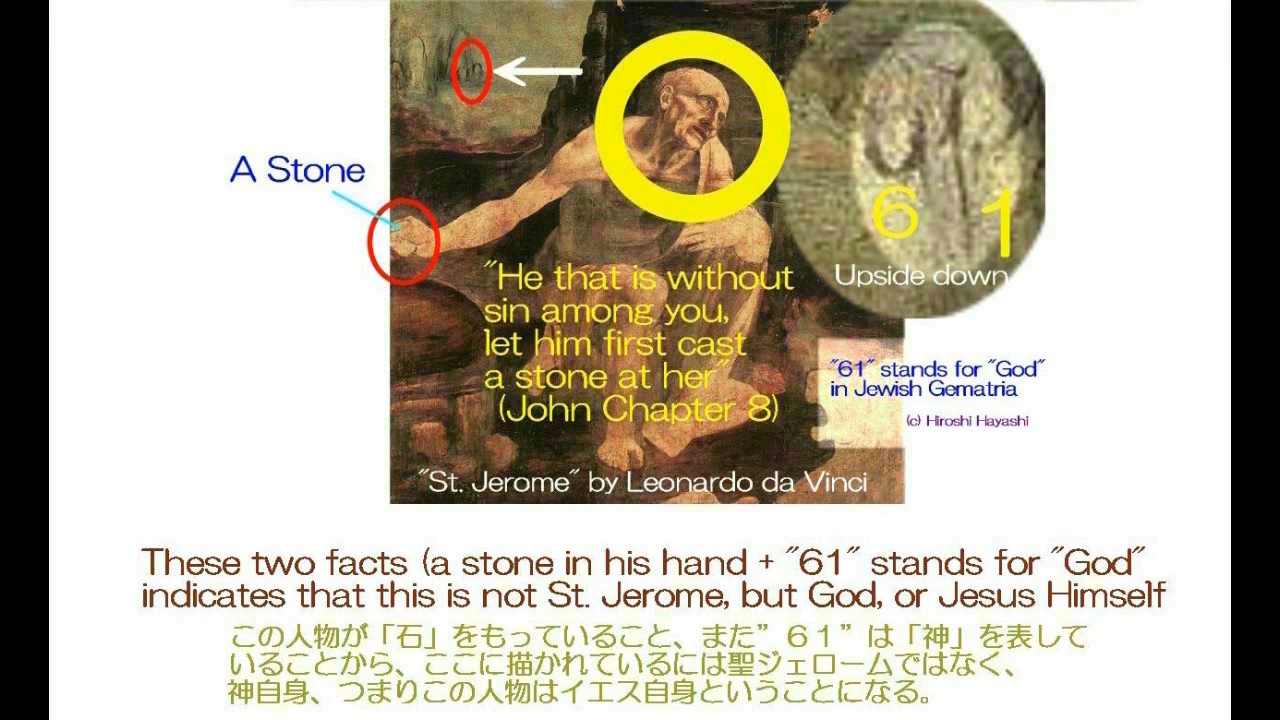 A Stone
"He that is without
sin among you,
let him first cast
a stone at her"
(John Chapter 8)
6 1
Upside down
"61" stands for "God"
in Jewish Gematria
(c) Hiroshi Hayashi
"St. Jerome" by Leonardo da Vinci
These two facts (a stone in his hand + "61" stands for "God"
indicates that this is not St. Jerome, but God, or Jesus Himself
この人物が「石」をもっていること、また”６１”は「神」を表して
いることから、ここに描かれているには聖ジェロームではなく、
神自身、つまりこの人物はイエス自身ということになる。